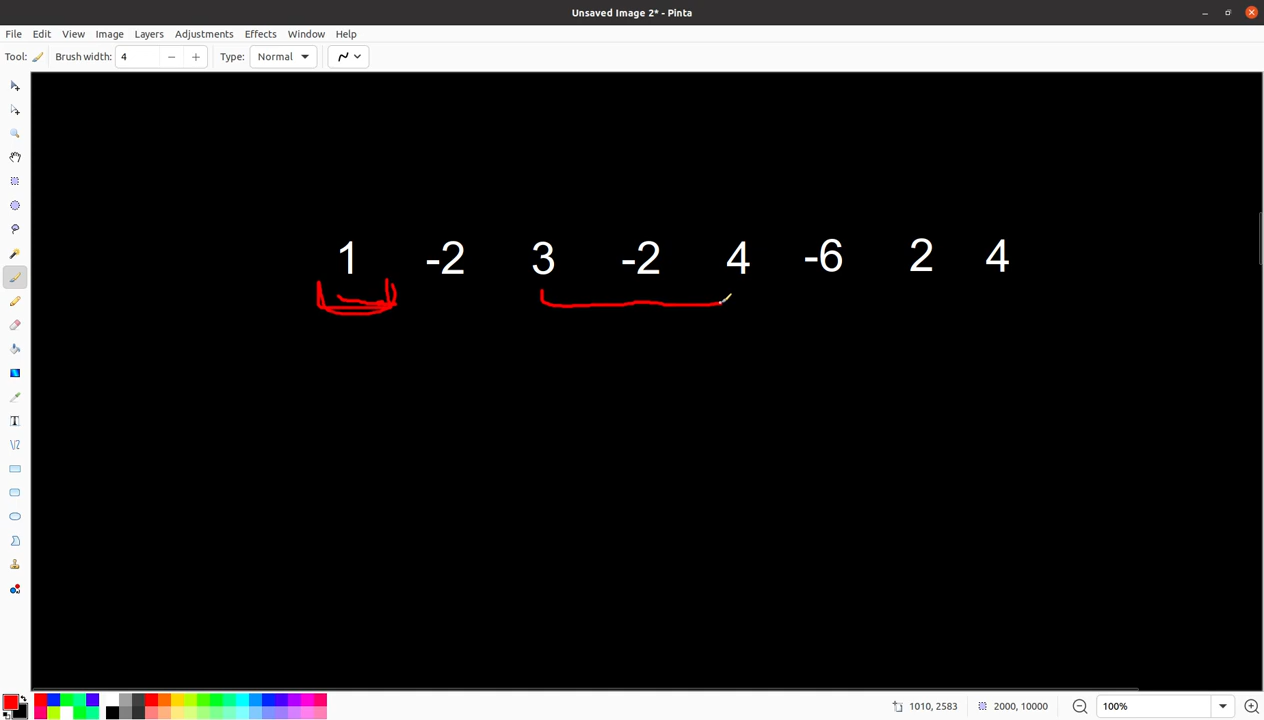 Unsaved Image 2* - Pinta
File Edit View Image Layers Adjustments Effects Window Help
Tool: Brush width: 4 Type: Normal
1 -2 3 -2 4 -6 2 4
1010, 2583 2000, 10000 100%